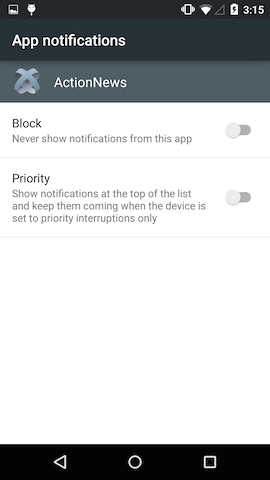 3:15
App notifications
ActionNews
Block
Never show notifications from this app
Priority
Show notifications at the top of the list
and keep them coming when the device is
set to priority interruptions only